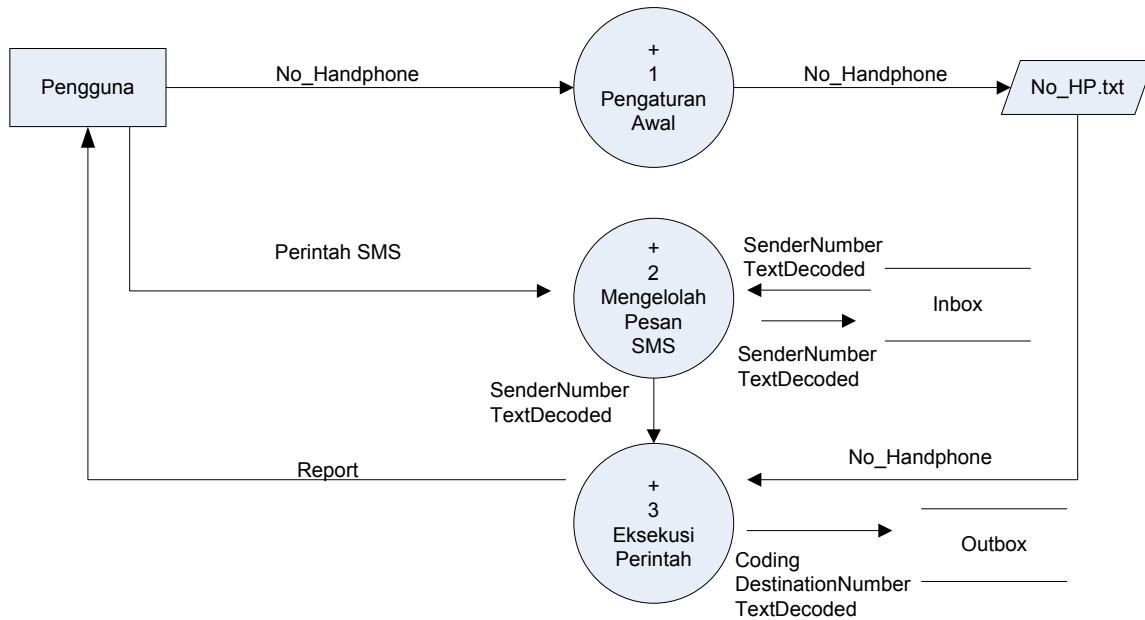 Pengguna
No_Handphone
+
1
Pengaturan
Awal
No_Handphone
No_HP.txt
Perintah SMS
+
2
Mengelolah
Pesan
SMS
SenderNumber
TextDecoded
Inbox
SenderNumber
TextDecoded
SenderNumber
TextDecoded
Report
No_Handphone
+
3
Eksekusi
Perintah
Outbox
Coding
DestinationNumber
TextDecoded